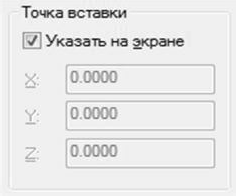 Точка вставки
Указать на экране
X: 0.0000
Y: 0.0000
Z: 0.0000